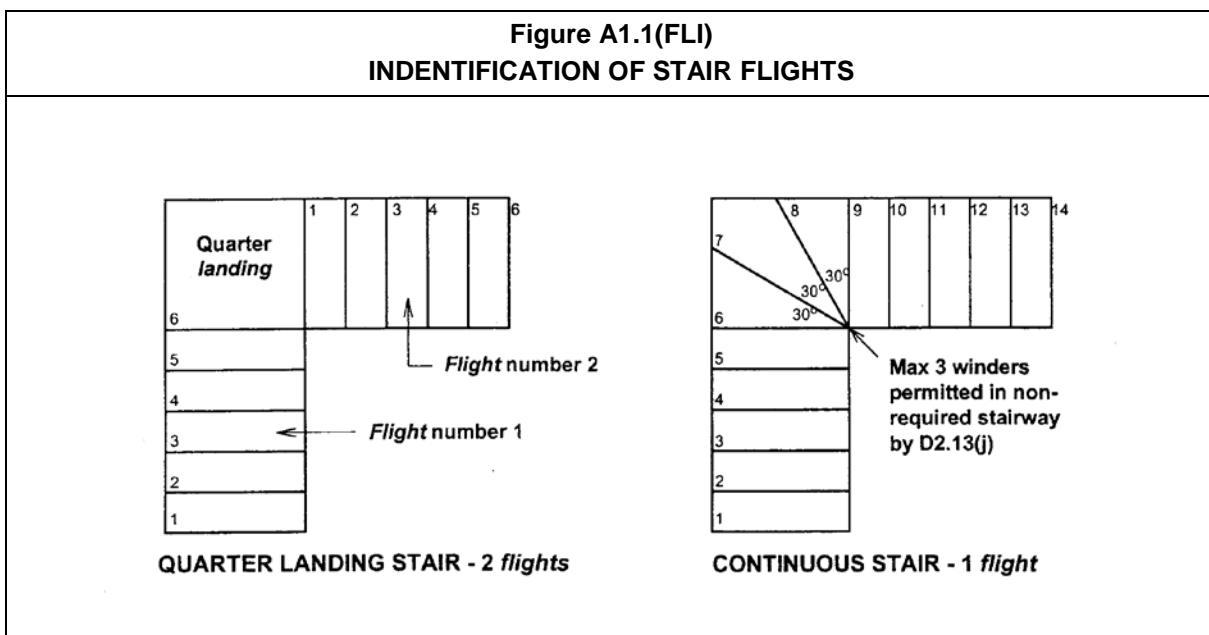 Figure A1.1(FLI)
INDENTIFICATION OF STAIR FLIGHTS
Quarter
landing
1 2 3 4 5 6
6
5
4
3
2
1
Flight number 2
Flight number 1
QUARTER LANDING STAIR - 2 flights
8 9 10 11 12 13 14
7
30º
30º
30º
6
5
4
3
2
1
Max 3 winders
permitted in non-
required stairway
by D2.13(j)
CONTINUOUS STAIR - 1 flight